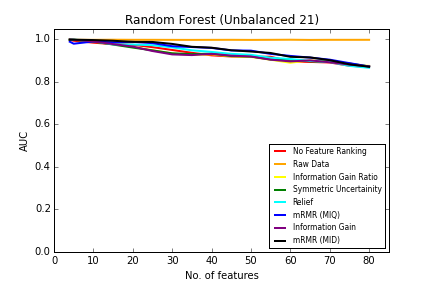 Random Forest (Unbalanced 21)
1.0
0.8
0.6
0.4
0.2
0.0
AUC
0 10 20 30 40 50 60 70 80
No. of features
No Feature Ranking
Raw Data
Information Gain Ratio
Symmetric Uncertainity
Relief
mRMR (MIQ)
Information Gain
mRMR (MID)